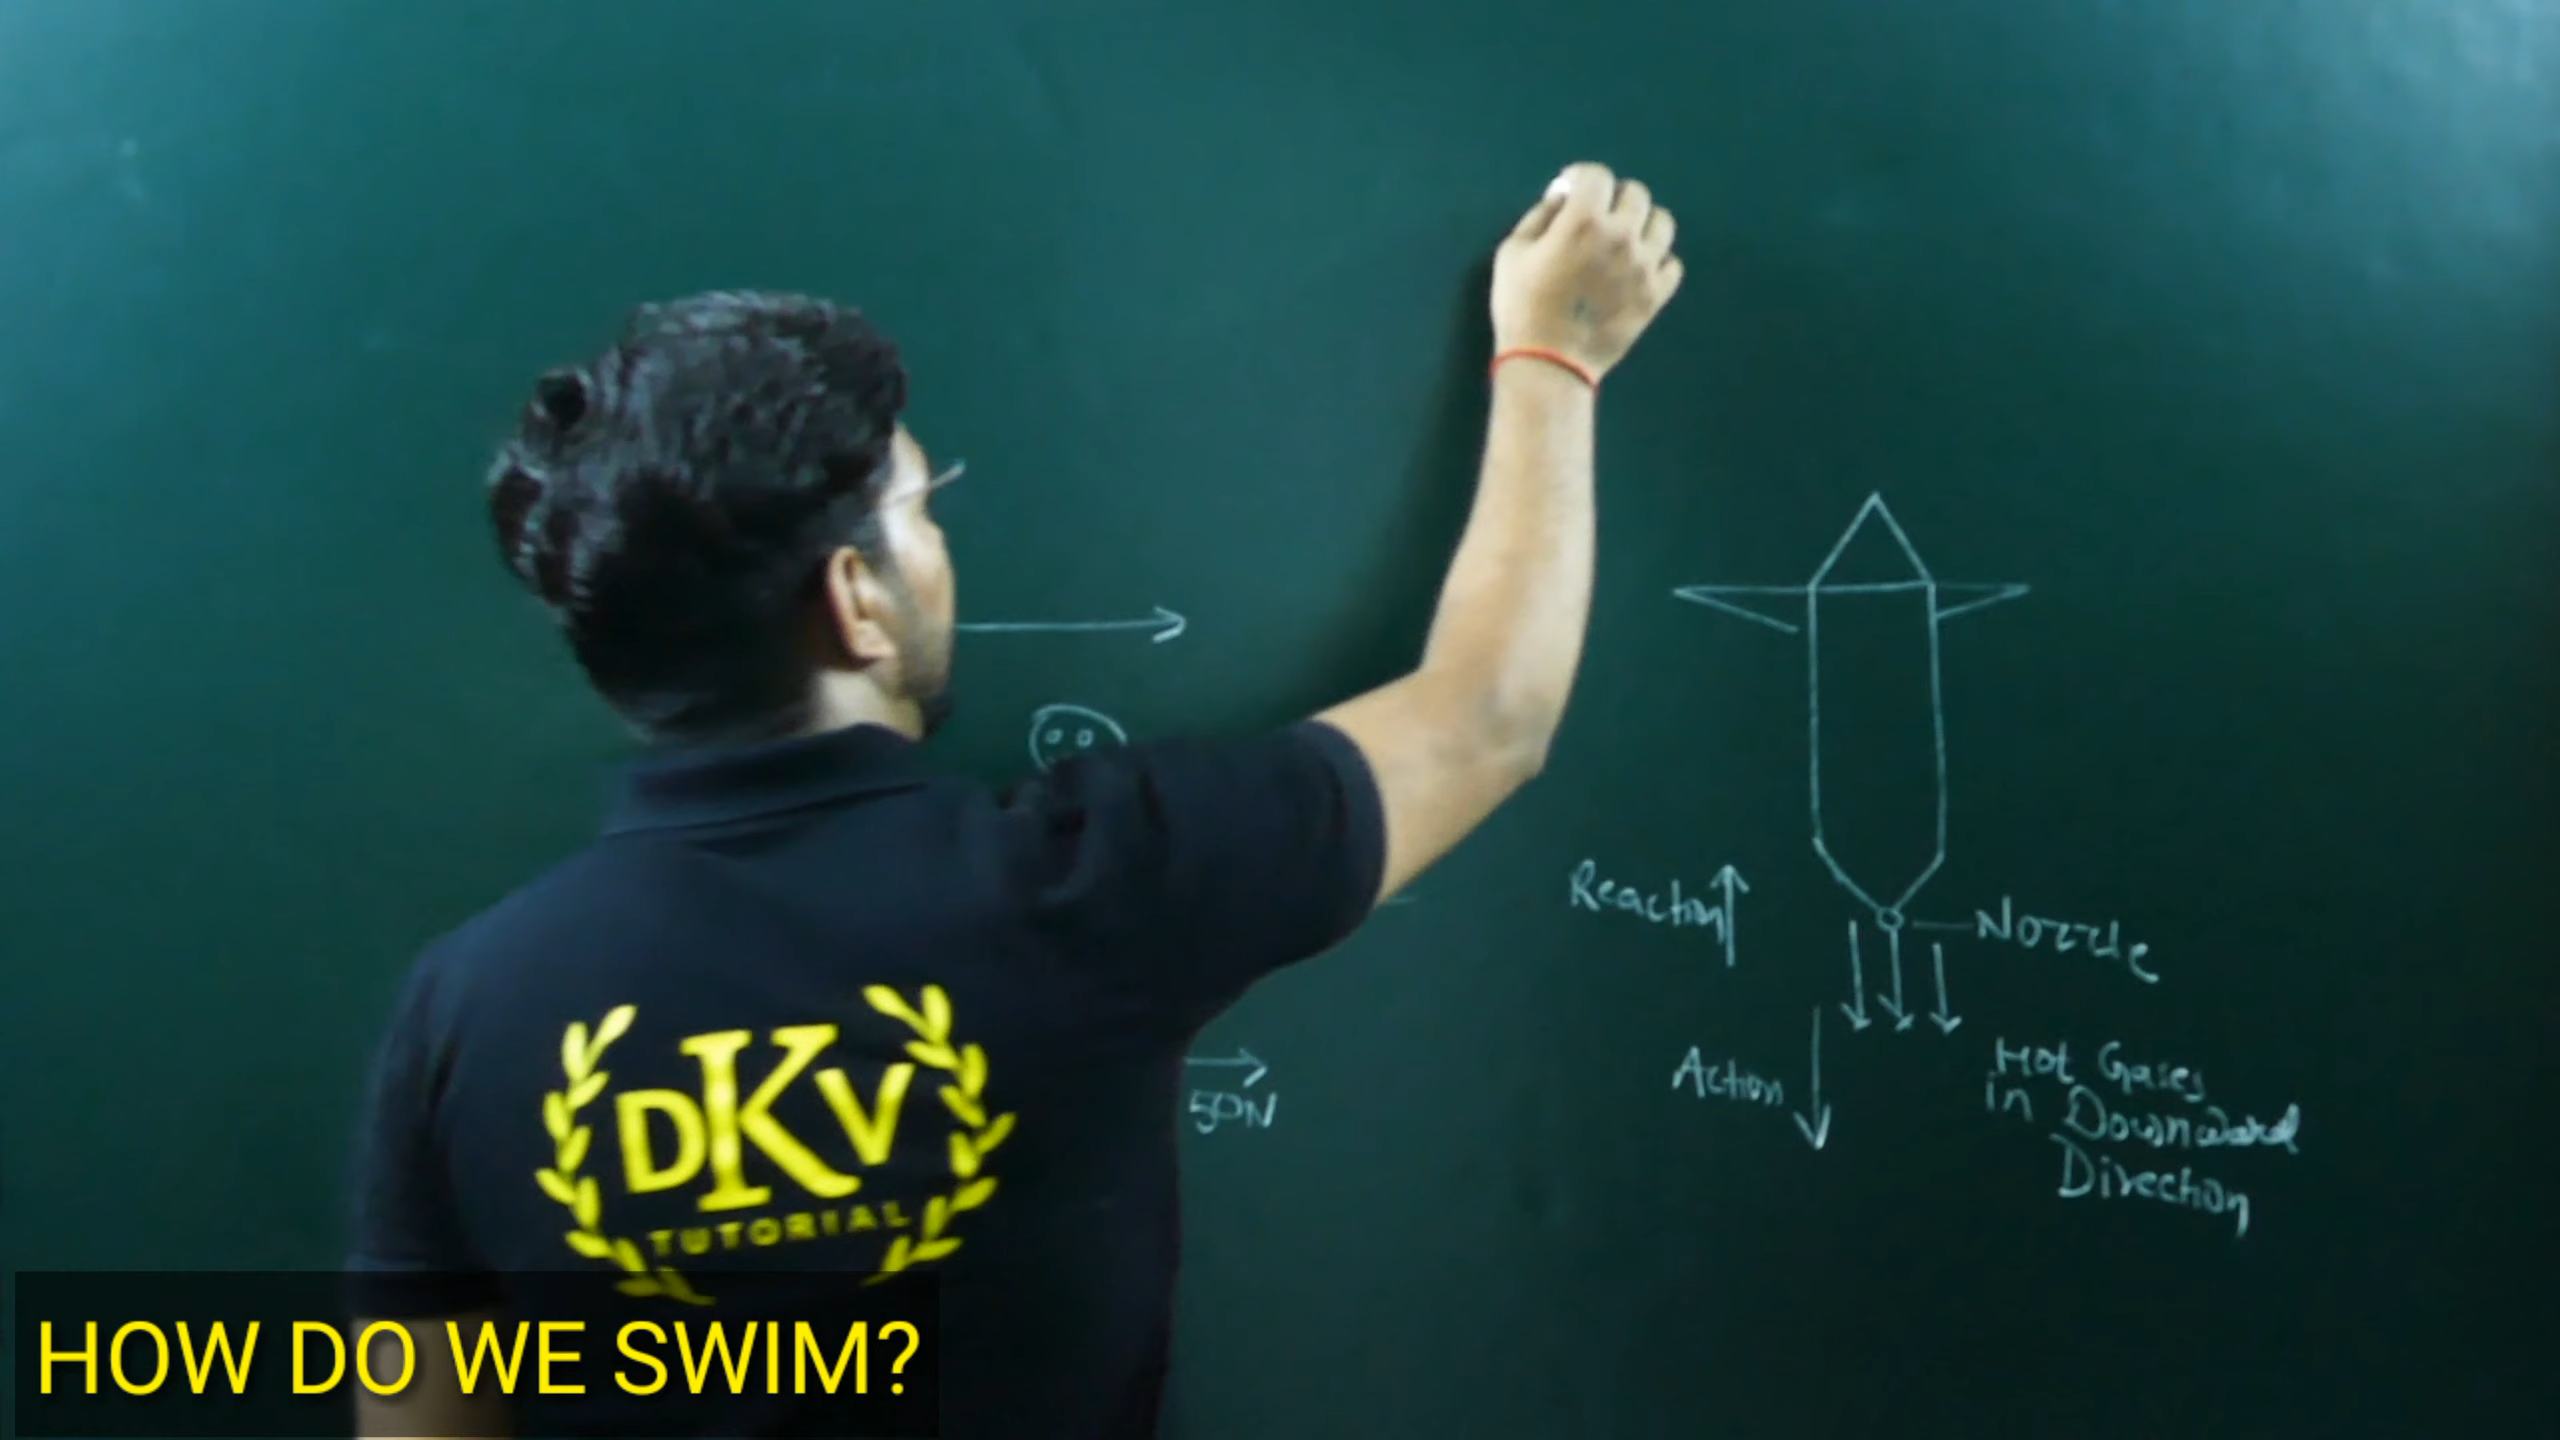 Reaction
Nozzle
Action
Hot Gases
in Downward
Direction
50N
DKV
TUTORIAL
HOW DO WE SWIM?